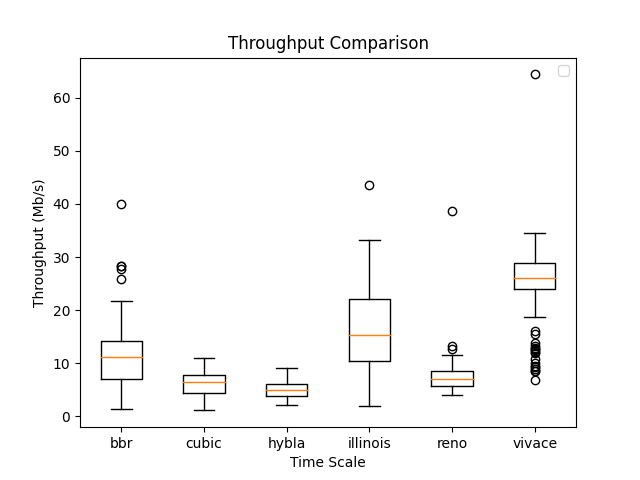 Throughput Comparison
Throughput (Mb/s)
60
50
40
30
20
10
0
bbr cubic hybla illinois reno vivace
Time Scale